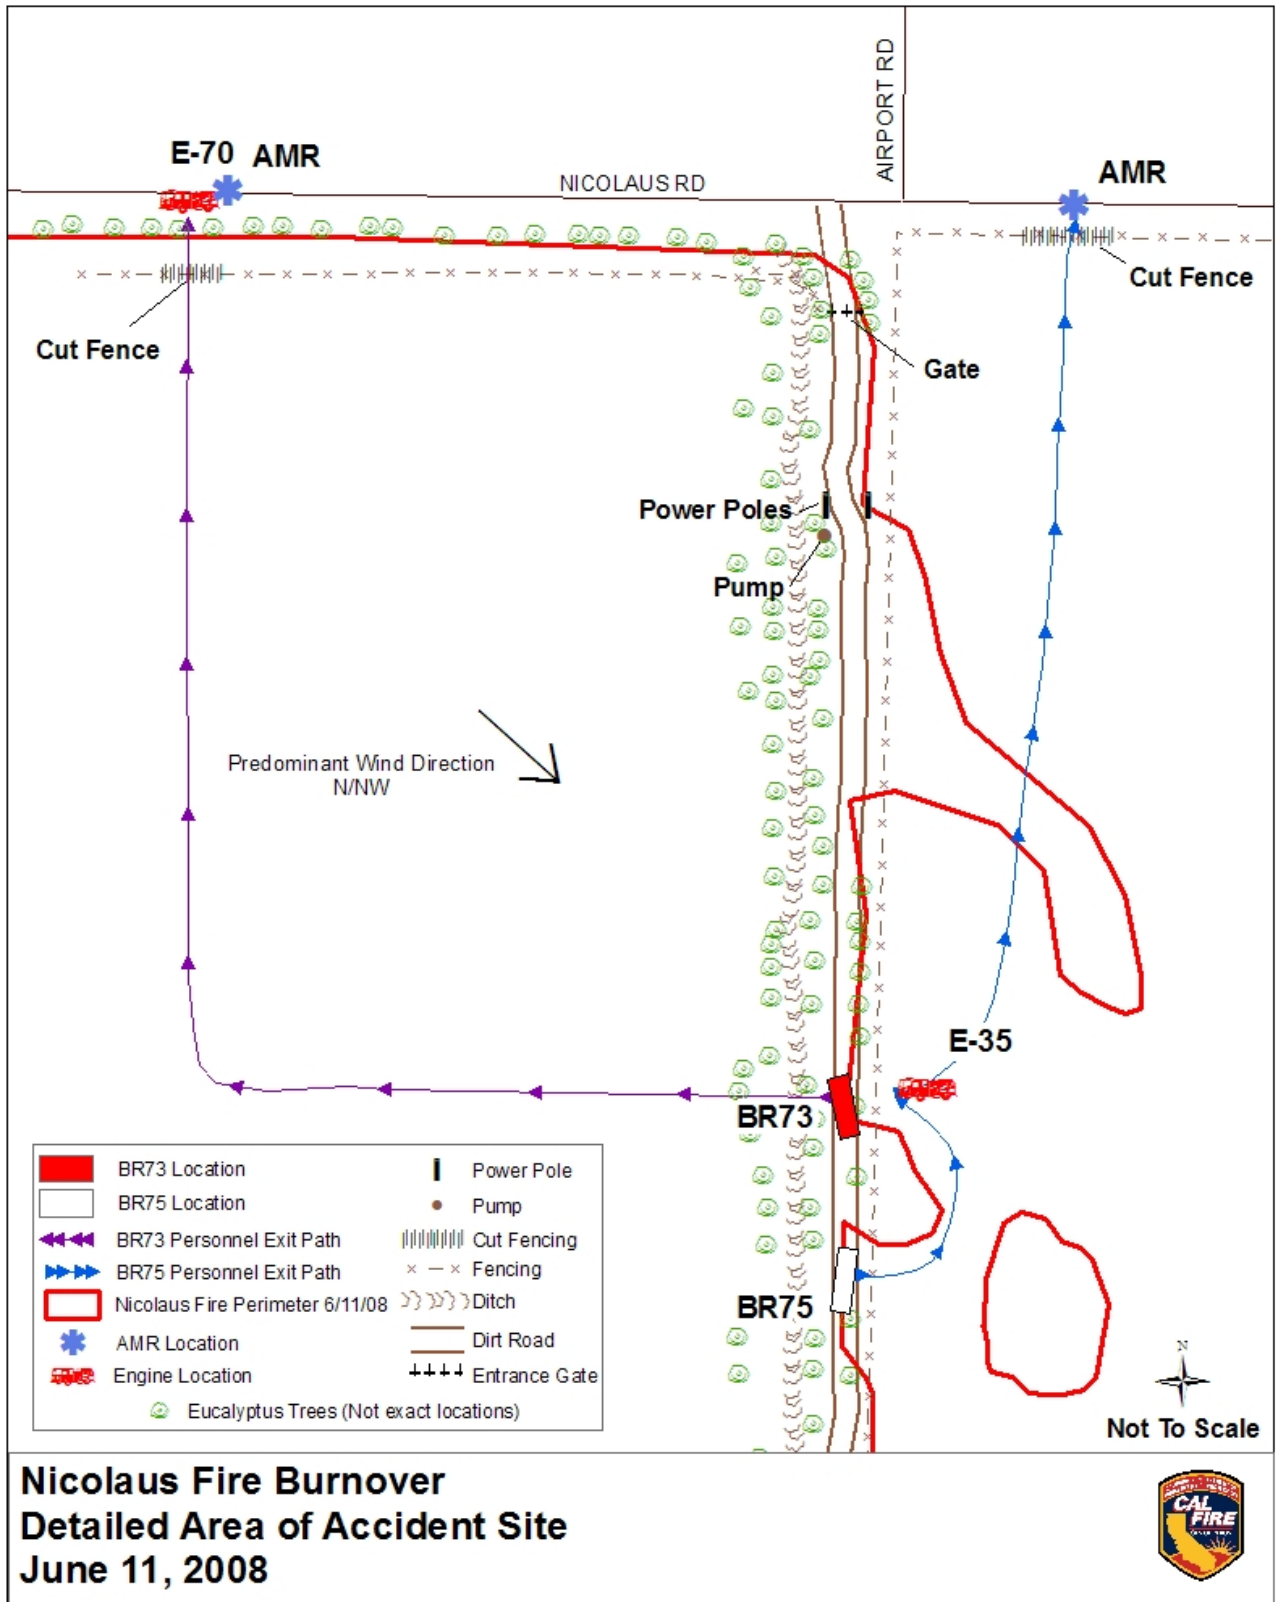 AIRPORT RD
E-70 AMR
NICOLAUS RD
AMR
Cut Fence
Cut Fence
Gate
Power Poles
Pump
Predominant Wind Direction
N/NW
E-35
BR73
BR75
BR73 Location
BR75 Location
BR73 Personnel Exit Path
BR75 Personnel Exit Path
Nicolaus Fire Perimeter 6/11/08
AMR Location
Engine Location
Eucalyptus Trees (Not exact locations)
Power Pole
Pump
Cut Fencing
Fencing
Ditch
Dirt Road
Entrance Gate
N
Not To Scale
Nicolaus Fire Burnover
Detailed Area of Accident Site
June 11, 2008
CAL
FIRE